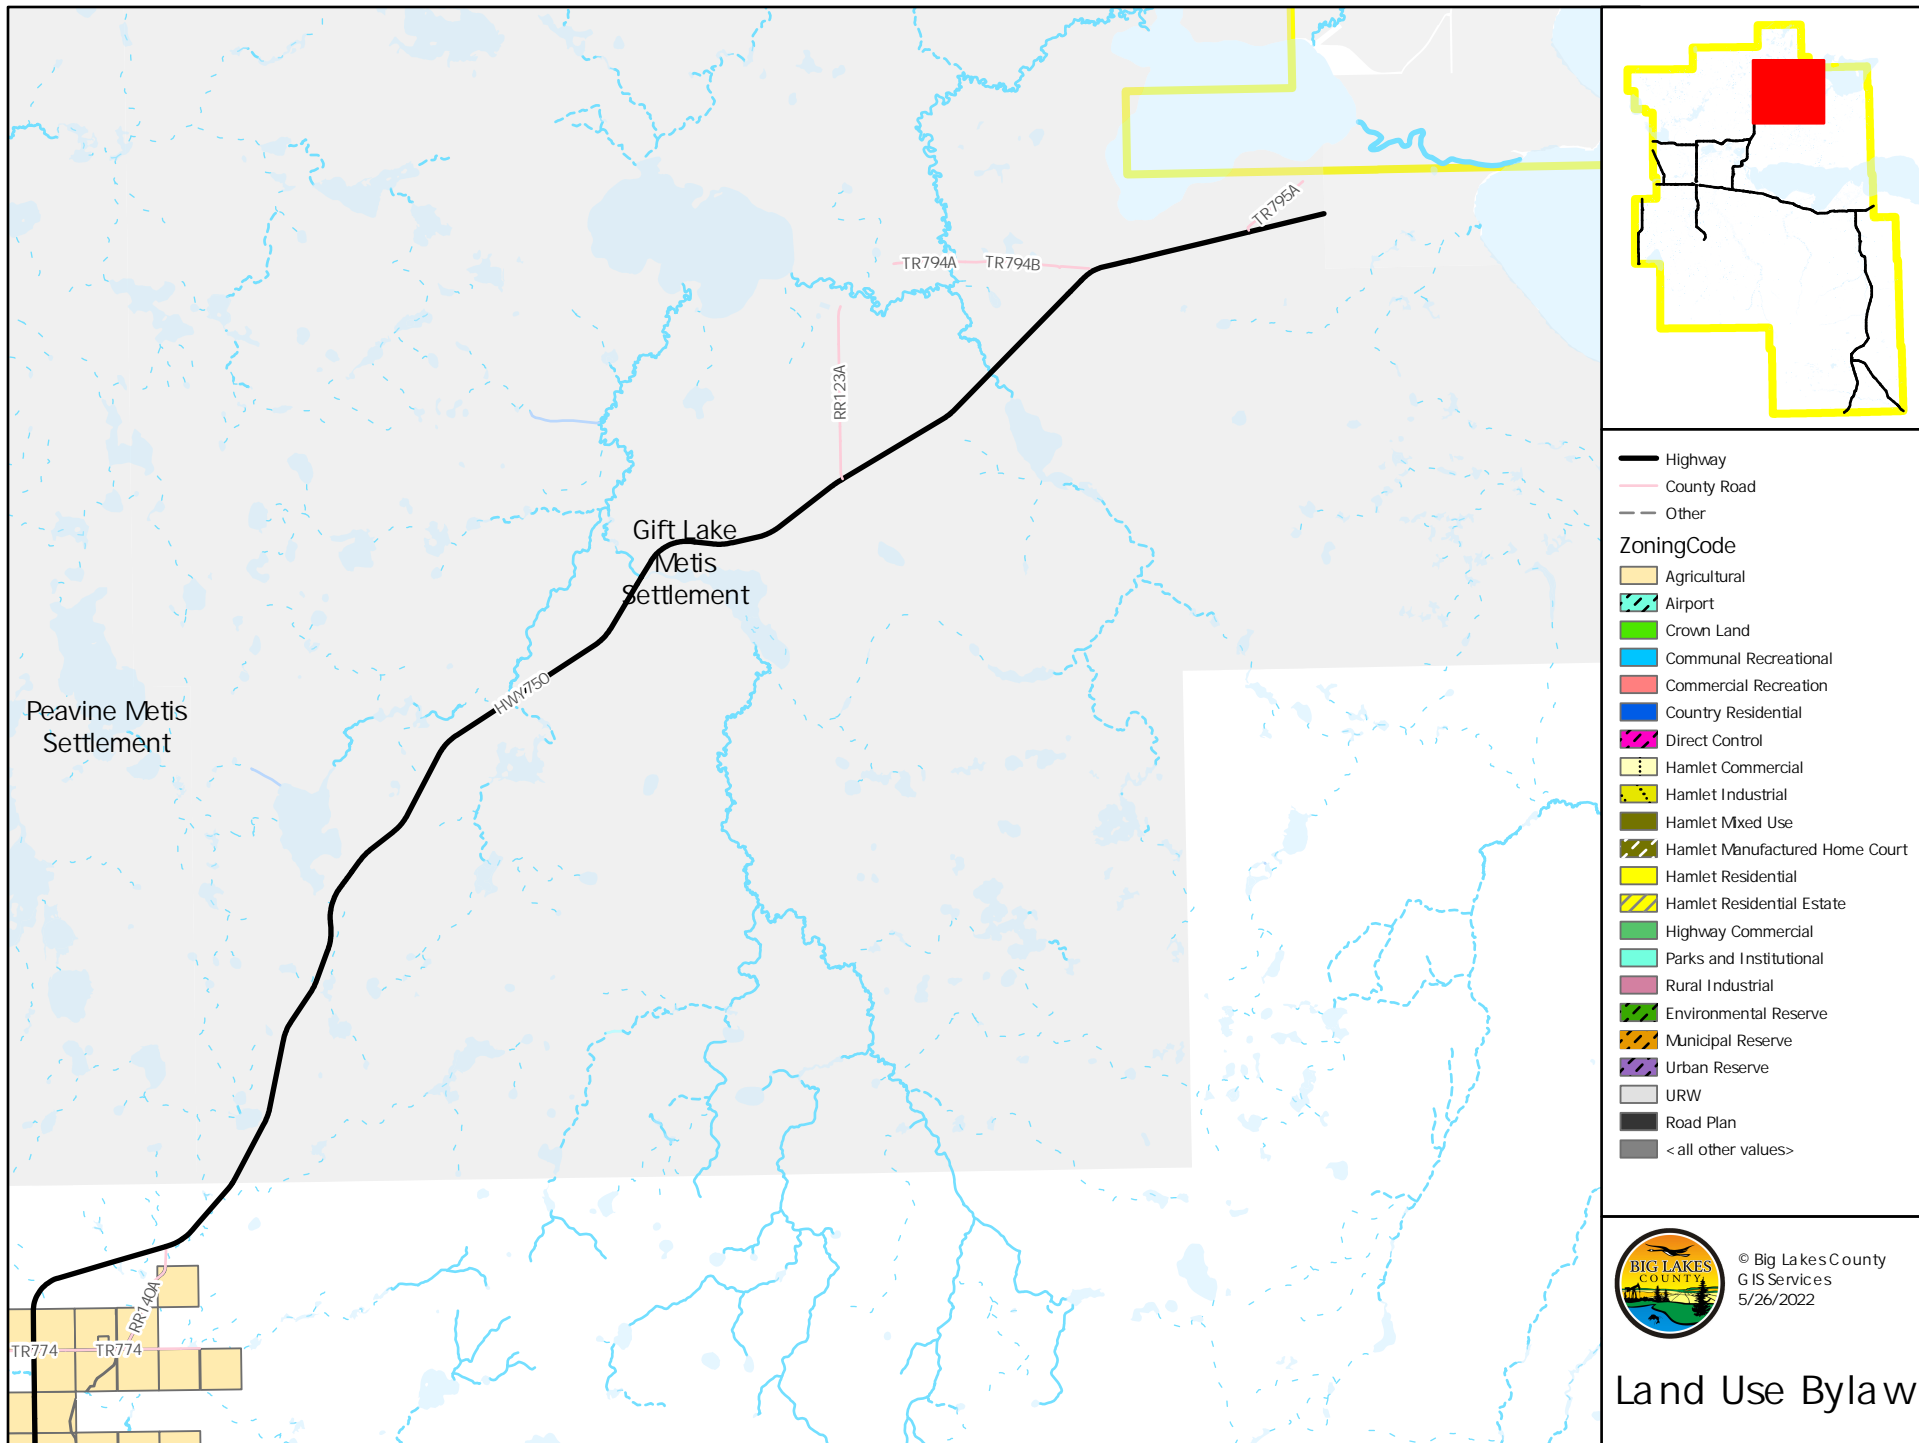 TR795A
TR794A
TR794B
RR123A
Gift Lake
Metis
Settlement
HWY750
Peavine Metis
Settlement
RR140A
TR774
TR774
Highway
County Road
Other
ZoningCode
Agricultural
Airport
Crown Land
Communal Recreational
Commercial Recreation
Country Residential
Direct Control
Hamlet Commercial
Hamlet Industrial
Hamlet Mixed Use
Hamlet Manufactured Home Court
Hamlet Residential
Hamlet Residential Estate
Highway Commercial
Parks and Institutional
Rural Industrial
Environmental Reserve
Municipal Reserve
Urban Reserve
URW
Road Plan
<all other values>
BIG LAKES
COUNTY
© Big Lakes County
GIS Services
5/26/2022
Land Use Bylaw